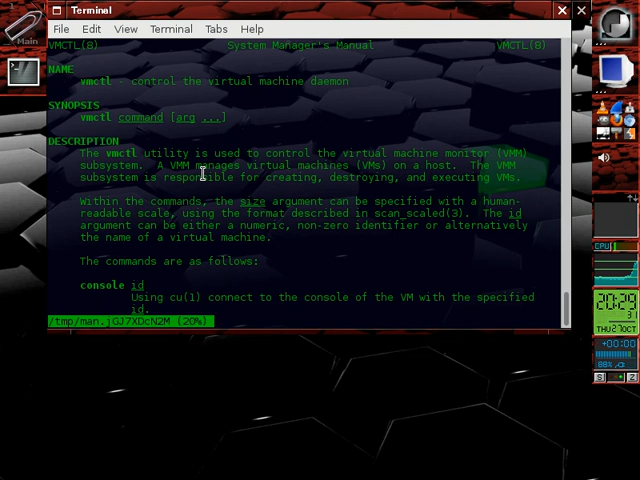 Terminal
File Edit View Terminal Tabs Help
VMCTL(8) System Manager's Manual VMCTL(8)
NAME
vmctl - control the virtual machine daemon
SYNOPSIS
vmctl command [arg ...]
DESCRIPTION
The vmctl utility is used to control the virtual machine monitor (VMM)
subsystem. A VMM manages virtual machines (VMs) on a host. The VMM
subsystem is responsible for creating, destroying, and executing VMs.
Within the commands, the size argument can be specified with a human-
readable scale, using the format described in scan_scaled(3). The id
argument can be either a numeric, non-zero identifier or alternatively
the name of a virtual machine.
The commands are as follows:
console id
Using cu(1) connect to the console of the VM with the specified
id.
/tmp/man.jGJ7XDcN2M (20%)
Main
CPU
20:29
31
THU 27 OCT
+00:00
88%
S Z